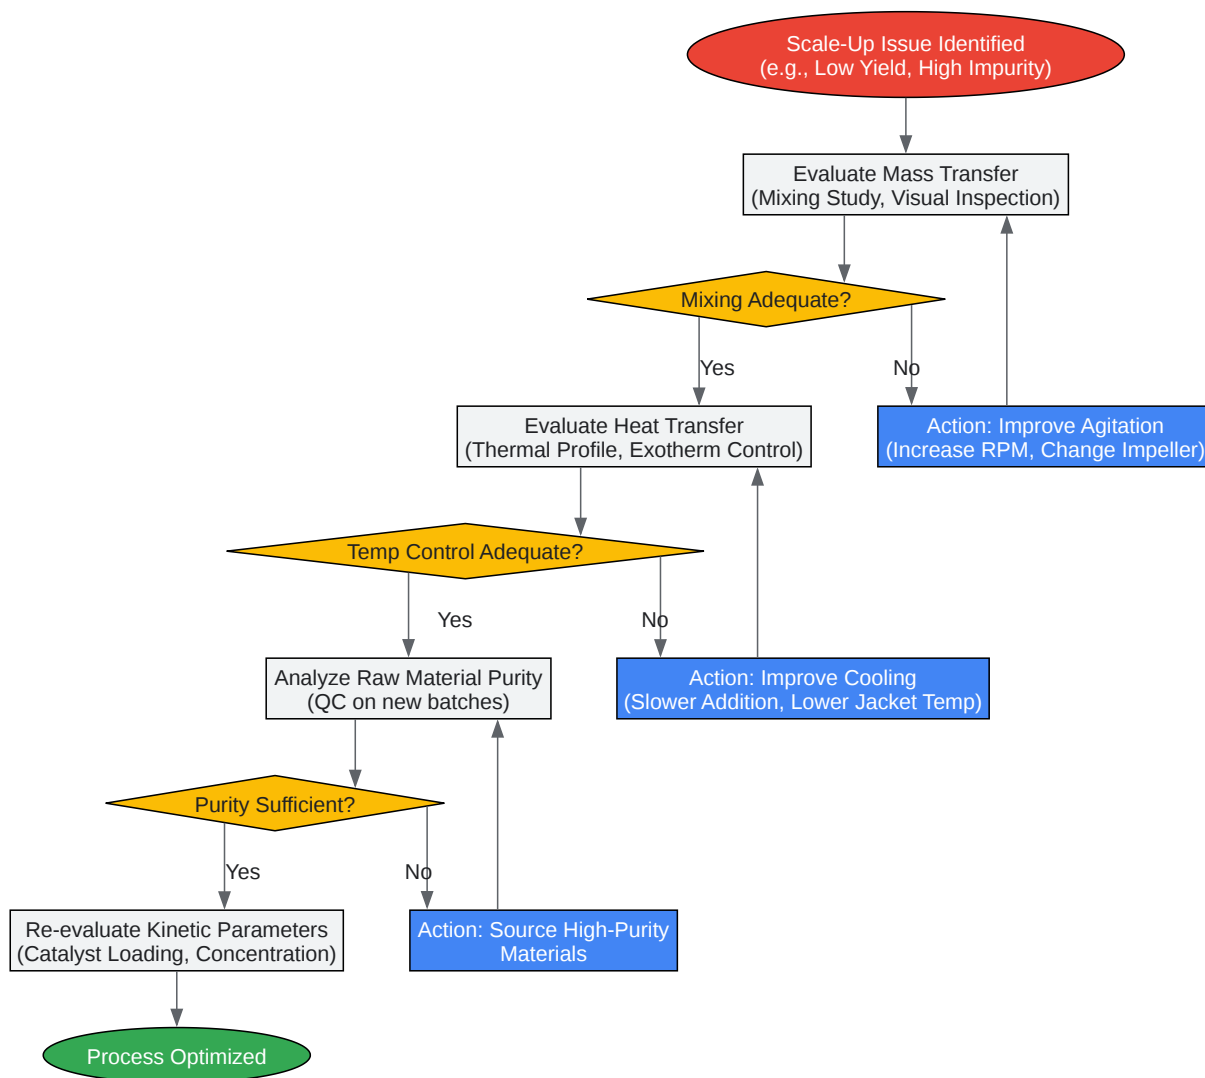 Scale-Up Issue Identified
(e.g., Low Yield, High Impurity)
Evaluate Mass Transfer
(Mixing Study, Visual Inspection)
Mixing Adequate?
Yes
No
Evaluate Heat Transfer
(Thermal Profile, Exotherm Control)
Action: Improve Agitation
(Increase RPM, Change Impeller)
Temp Control Adequate?
Yes
No
Analyze Raw Material Purity
(QC on new batches)
Action: Improve Cooling
(Slower Addition, Lower Jacket Temp)
Purity Sufficient?
Yes
No
Re-evaluate Kinetic Parameters
(Catalyst Loading, Concentration)
Action: Source High-Purity
Materials
Process Optimized